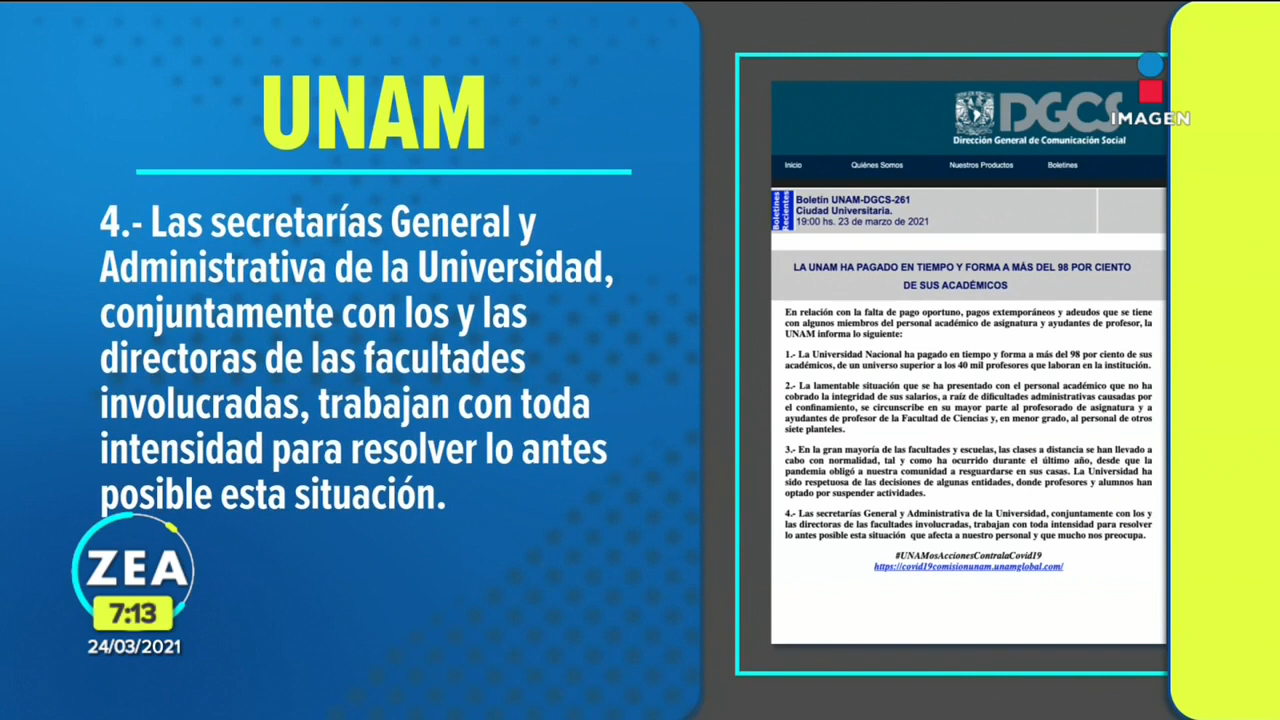 UNAM
4.- Las secretarías General y
Administrativa de la Universidad,
conjuntamente con los y las
directoras de las facultades
involucradas, trabajan con toda
intensidad para resolver lo antes
posible esta situación.
ZEA
7:13
24/03/2021
IMAGEN
DGCS
Dirección General de Comunicación Social
Inicio Quiénes Somos Nuestros Productos Boletines
Boletines
Recientes
Boletín UNAM-DGCS-261
Ciudad Universitaria.
19:00 hs. 23 de marzo de 2021
LA UNAM HA PAGADO EN TIEMPO Y FORMA A MÁS DEL 98 POR CIENTO
DE SUS ACADÉMICOS
En relación con la falta de pago oportuno, pagos extemporáneos y adeudos que se tiene
con algunos miembros del personal académico de asignatura y ayudantes de profesor, la
UNAM informa lo siguiente:
1.- La Universidad Nacional ha pagado en tiempo y forma a más del 98 por ciento de sus
académicos, de un universo superior a los 40 mil profesores que laboran en la institución.
2.- La lamentable situación que se ha presentado con el personal académico que no ha
cobrado la integridad de sus salarios, a raíz de dificultades administrativas causadas por
el confinamiento, se circunscribe en su mayor parte al profesorado de asignatura y a
ayudantes de profesor de la Facultad de Ciencias y, en menor grado, al personal de otros
siete planteles.
3.- En la gran mayoría de las facultades y escuelas, las clases a distancia se han llevado a
cabo con normalidad, tal y como ha ocurrido durante el último año, desde que la
pandemia obligó a nuestra comunidad a resguardarse en sus casas. La Universidad ha
sido respetuosa de las decisiones de algunas entidades, donde profesores y alumnos han
optado por suspender actividades.
4.- Las secretarías General y Administrativa de la Universidad, conjuntamente con los y
las directoras de las facultades involucradas, trabajan con toda intensidad para resolver
lo antes posible esta situación que afecta a nuestro personal y que mucho nos preocupa.
#UNAMosAccionesContralaCovid19
https://covid19comisionunam.unamglobal.com/